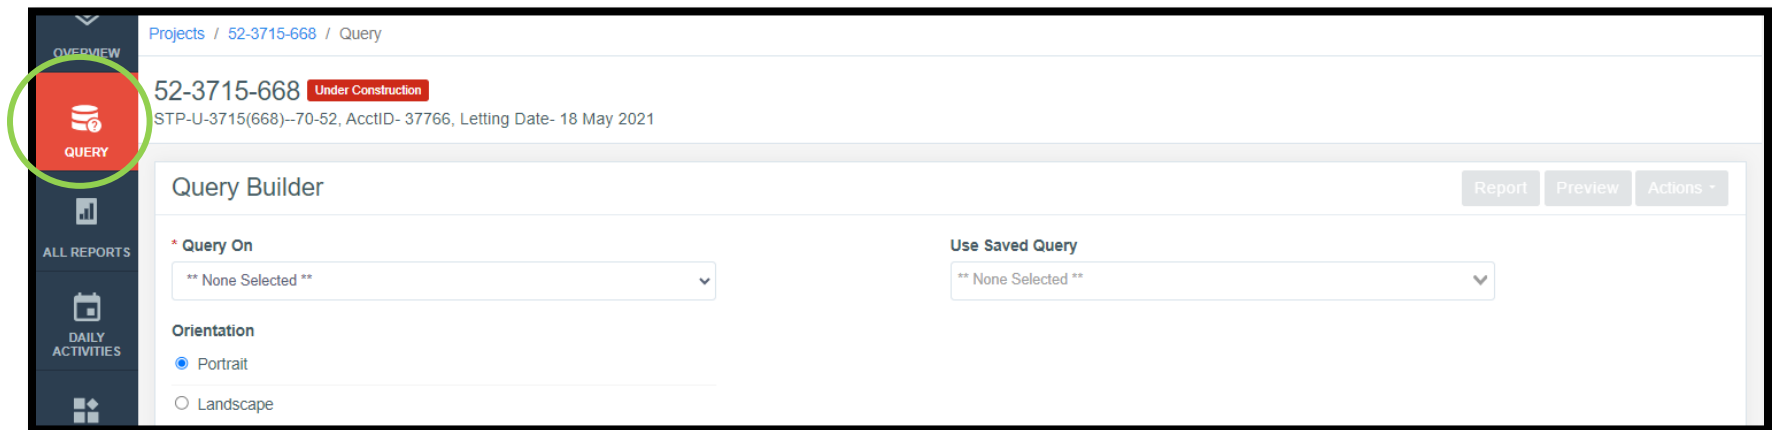 OVERVIEW
QUERY
ALL REPORTS
DAILY
ACTIVITIES
Projects / 52-3715-668 / Query
52-3715-668 Under Construction
STP-U-3715(668)--70-52, AcctID- 37766, Letting Date- 18 May 2021
Query Builder
Report Preview Actions
* Query On
** None Selected **
Use Saved Query
** None Selected **
Orientation
Portrait
Landscape